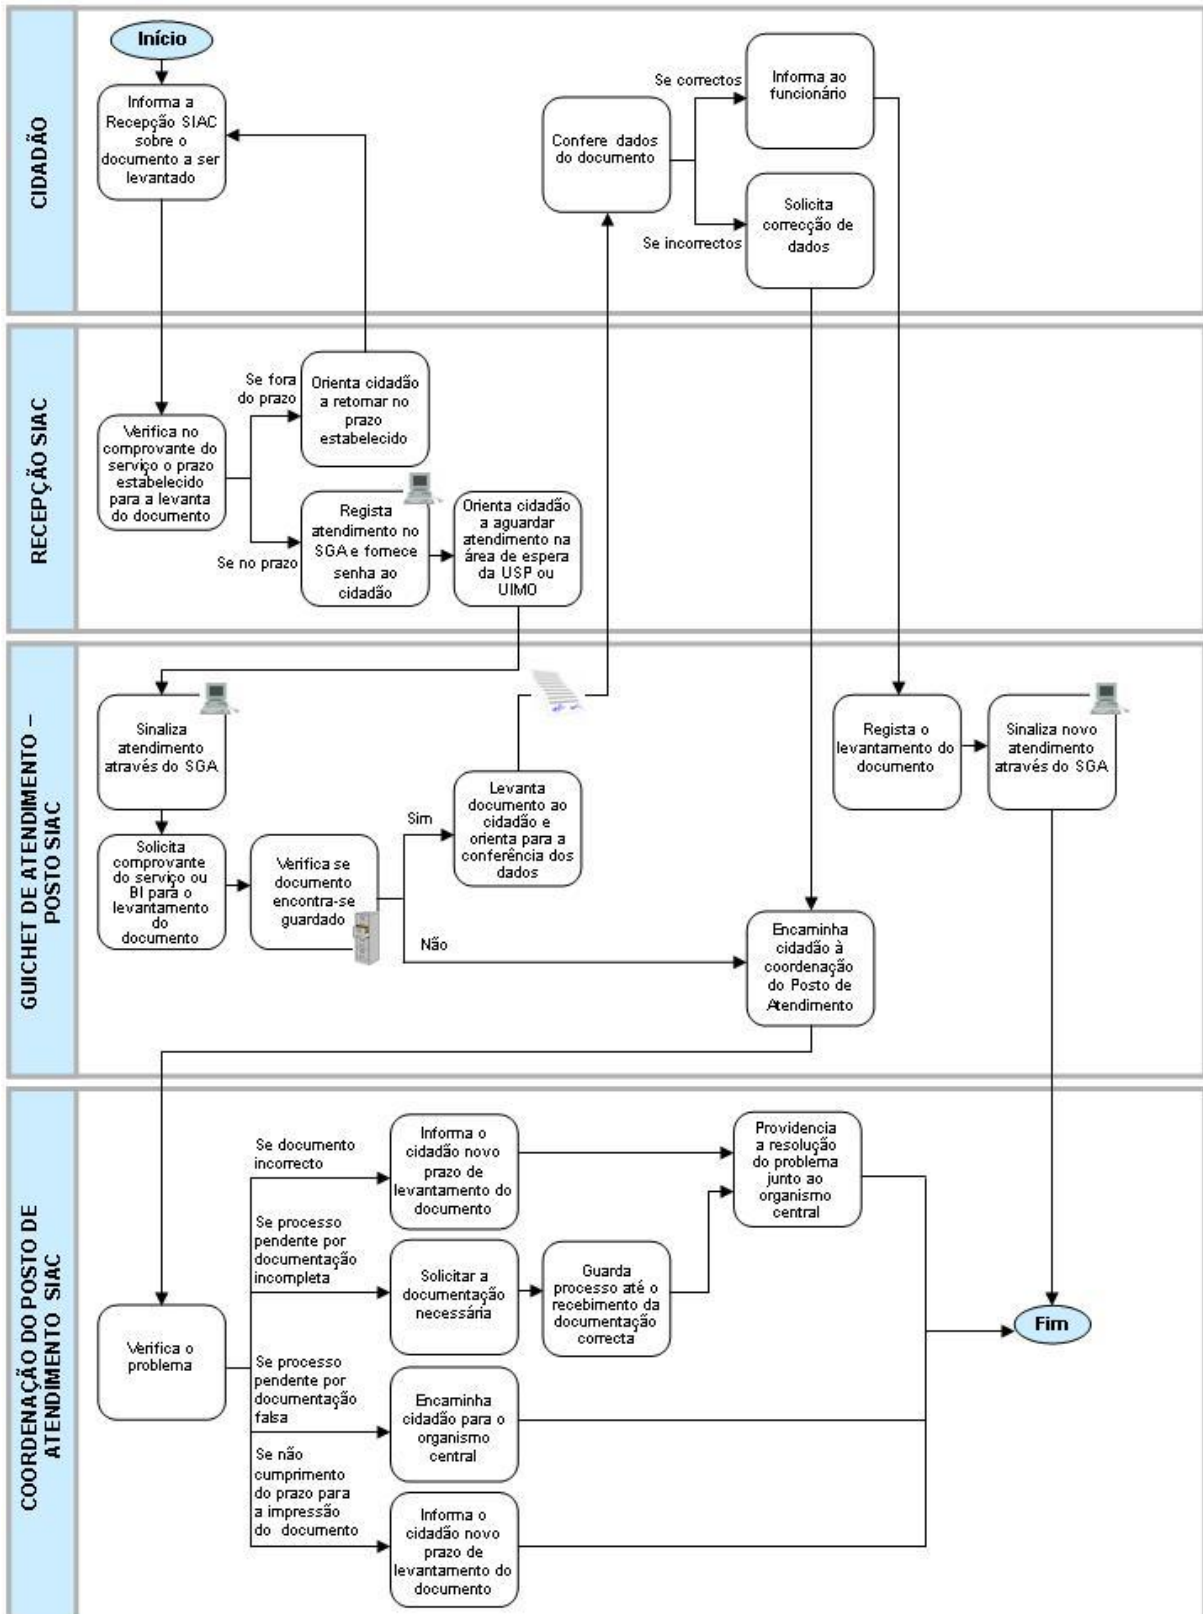 CIDADÃO
Início
Informa a
Recepção SIAC
sobre o
documento a ser
levantado
Confere dados
do documento
Se correctos
Informa ao
funcionário
Se incorrectos
Solicita
correcção de
dados
RECEPÇÃO SIAC
Verifica no
comprovante do
serviço o prazo
estabelecido
para a levanta
do documento
Se fora
do prazo
Orienta cidadão
a retornar no
prazo
estabelecido
Se no prazo
Regista
atendimento no
SGA e fornece
senha ao
cidadão
Orienta cidadão
a aguardar
atendimento na
área de espera
da USP ou
UIMO
GUICHET DE ATENDIMENTO –
POSTO SIAC
Sinaliza
atendimento
através do SGA
Solicita
comprovante
do serviço ou
BI para o
levantamento
do
documento
Verifica se
documento
encontra-se
guardado
Sim
Levanta
documento ao
cidadão e
orienta para a
conferência dos
dados
Não
Encaminha
cidadão à
coordenação
do Posto de
Atendimento
Regista o
levantamento do
documento
Sinaliza novo
atendimento
através do SGA
COORDENAÇÃO DO POSTO DE
ATENDIMENTO SIAC
Verifica o
problema
Se documento
incorrecto
Informa o
cidadão novo
prazo de
levantamento do
documento
Se processo
pendente por
documentação
incompleta
Solicitar a
documentação
necessária
Guarda
processo até o
recebimento da
documentação
correcta
Providencia
a resolução
do problema
junto ao
organismo
central
Se processo
pendente por
documentação
falsa
Encaminha
cidadão para o
organismo
central
Se não
cumprimento
do prazo para
a impressão
do documento
Informa o
cidadão novo
prazo de
levantamento do
documento
Fim